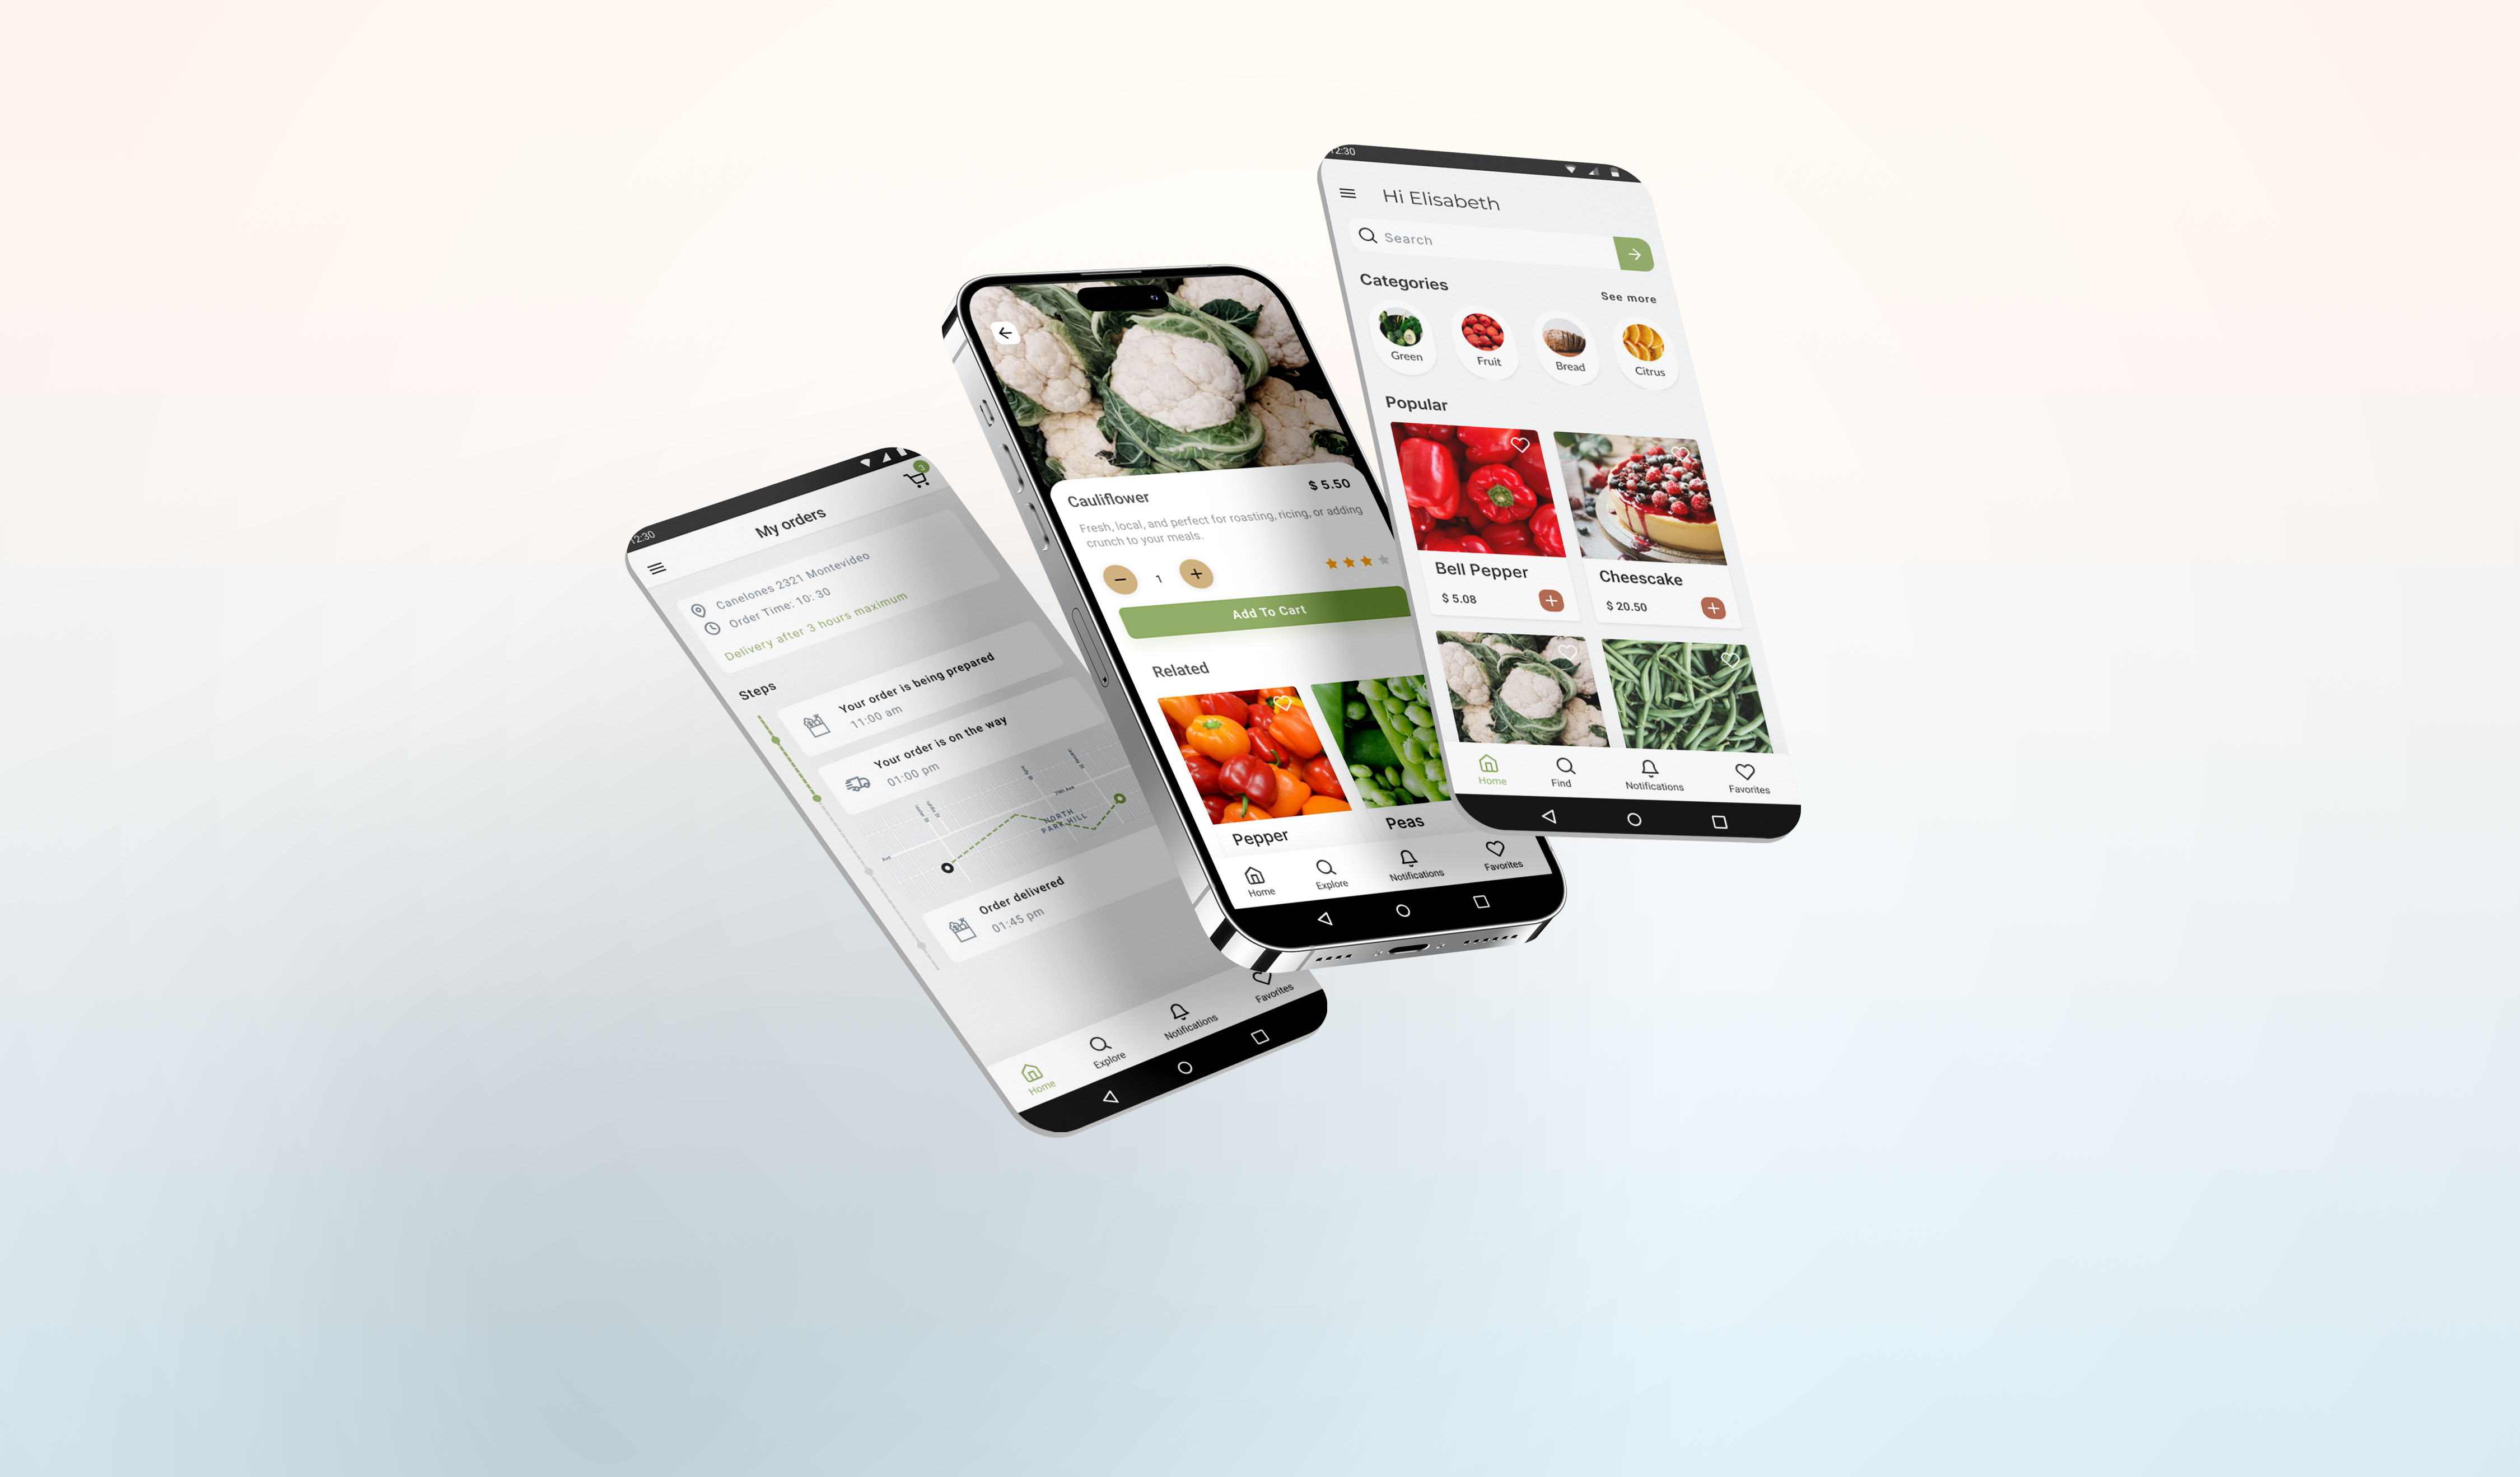 12:30
3
My orders
Canelones 2321 Montevideo
Order Time: 10: 30
Delivery after 3 hours maximum
Steps
Your order is being prepared
11:00 am
Your order is on the way
01:00 pm
29th Ave
NORTH
PARK HILL
Ave
Order delivered
01:45 pm
Home
Explore
Notifications
Favorites
Cauliflower
$ 5.50
Fresh, local, and perfect for roasting, ricing, or adding
crunch to your meals.
1
Add To Cart
Related
Pepper
Peas
Home
Explore
Notifications
Favorites
12:30
Hi Elisabeth
Search
Categories
See more
Green
Fruit
Bread
Citrus
Popular
Bell Pepper
$ 5.08
Cheescake
$ 20.50
Home
Find
Notifications
Favorites